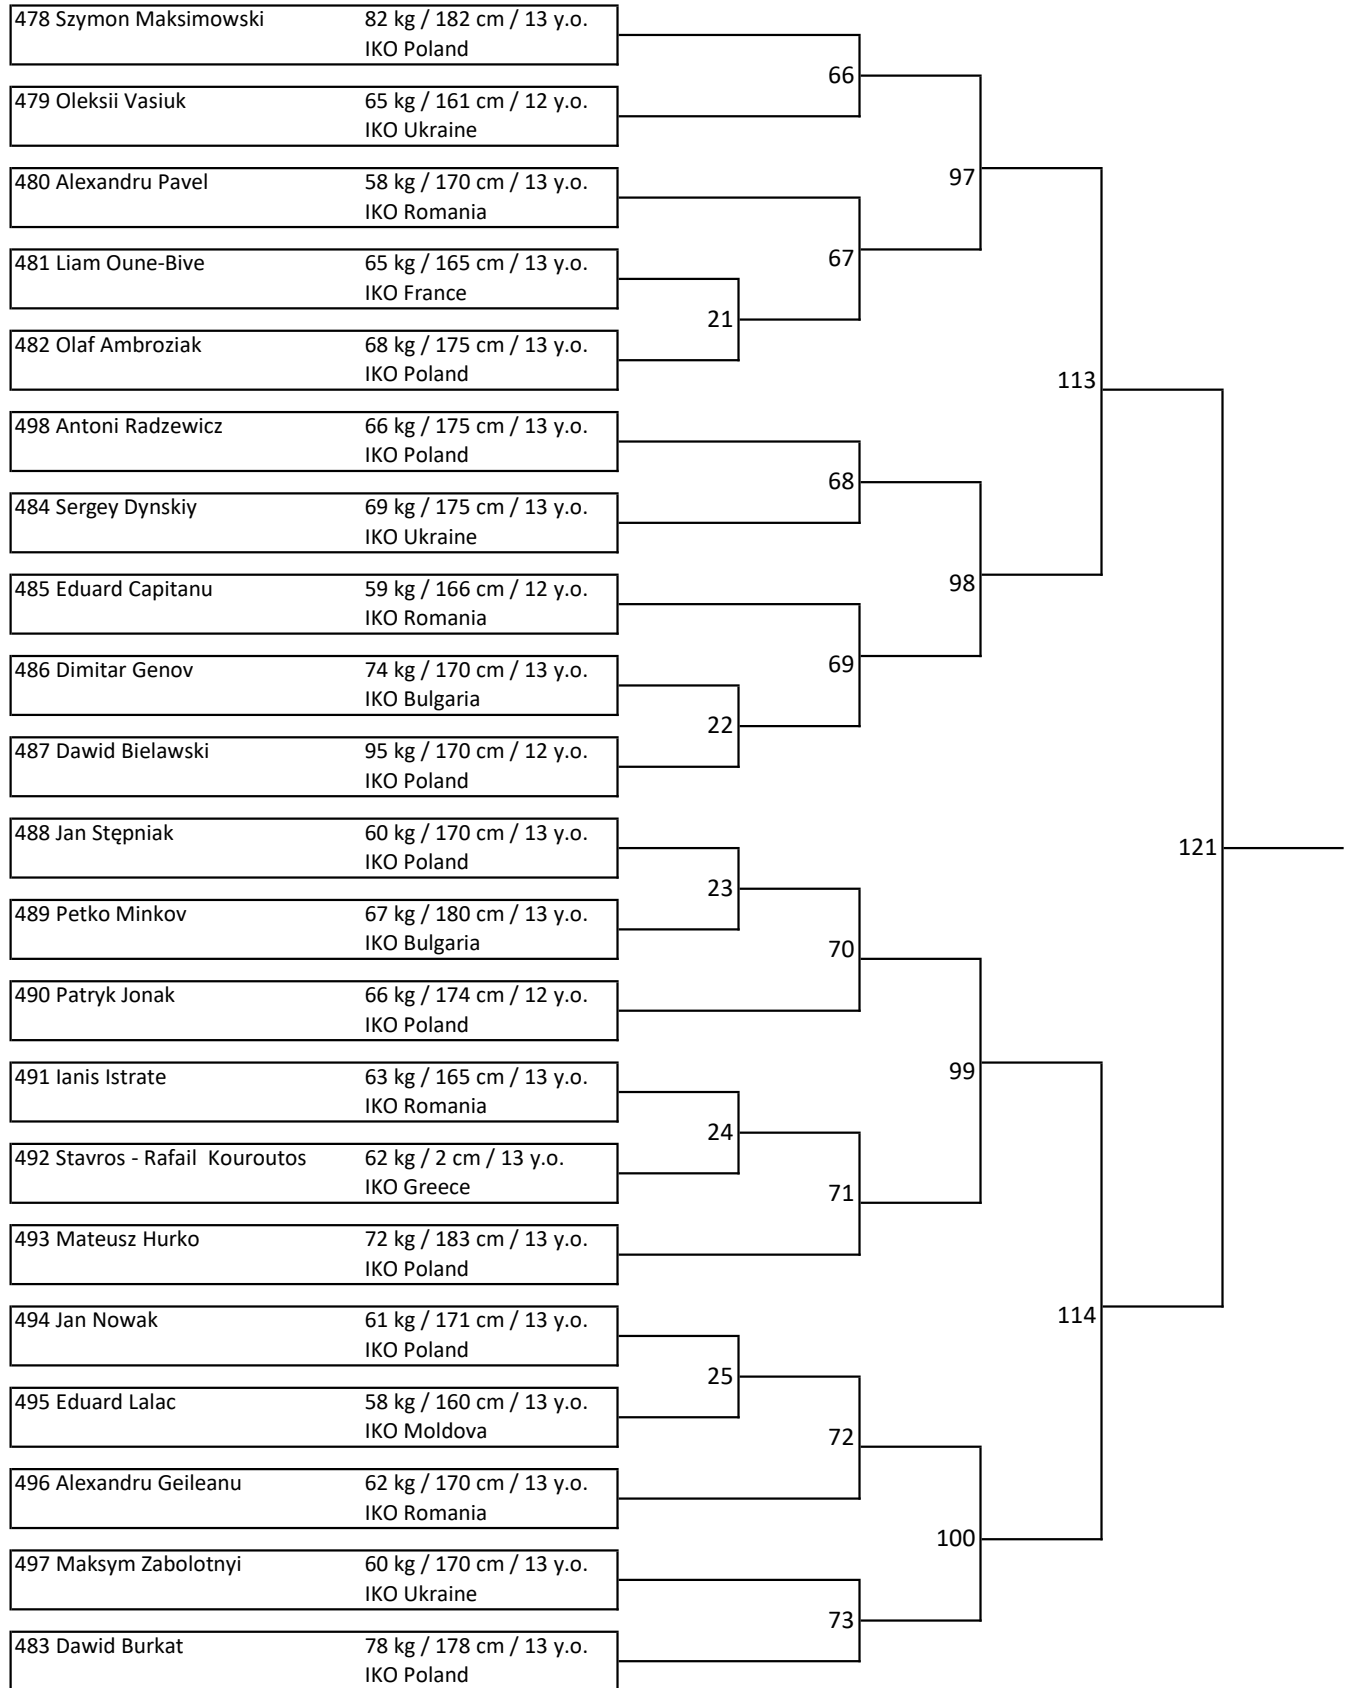 478 Szymon Maksimowski 82 kg / 182 cm / 13 y.o.
IKO Poland
66
479 Oleksii Vasiuk 65 kg / 161 cm / 12 y.o.
IKO Ukraine
480 Alexandru Pavel 58 kg / 170 cm / 13 y.o.
97
IKO Romania
67
481 Liam Oune-Bive 65 kg / 165 cm / 13 y.o.
IKO France
21
482 Olaf Ambroziak 68 kg / 175 cm / 13 y.o.
IKO Poland
113
498 Antoni Radzewicz 66 kg / 175 cm / 13 y.o.
IKO Poland
68
484 Sergey Dynskiy 69 kg / 175 cm / 13 y.o.
IKO Ukraine
98
485 Eduard Capitanu 59 kg / 166 cm / 12 y.o.
IKO Romania
69
486 Dimitar Genov 74 kg / 170 cm / 13 y.o.
IKO Bulgaria
22
487 Dawid Bielawski 95 kg / 170 cm / 12 y.o.
IKO Poland
488 Jan Stępniak 60 kg / 170 cm / 13 y.o.
121
IKO Poland
23
489 Petko Minkov 67 kg / 180 cm / 13 y.o.
IKO Bulgaria
70
490 Patryk Jonak 66 kg / 174 cm / 12 y.o.
IKO Poland
99
491 Ianis Istrate 63 kg / 165 cm / 13 y.o.
IKO Romania
24
492 Stavros - Rafail Kouroutos 62 kg / 2 cm / 13 y.o.
IKO Greece
71
493 Mateusz Hurko 72 kg / 183 cm / 13 y.o.
IKO Poland
114
494 Jan Nowak 61 kg / 171 cm / 13 y.o.
IKO Poland
25
495 Eduard Lalac 58 kg / 160 cm / 13 y.o.
IKO Moldova
72
496 Alexandru Geileanu 62 kg / 170 cm / 13 y.o.
IKO Romania
100
497 Maksym Zabolotnyi 60 kg / 170 cm / 13 y.o.
IKO Ukraine
73
483 Dawid Burkat 78 kg / 178 cm / 13 y.o.
IKO Poland